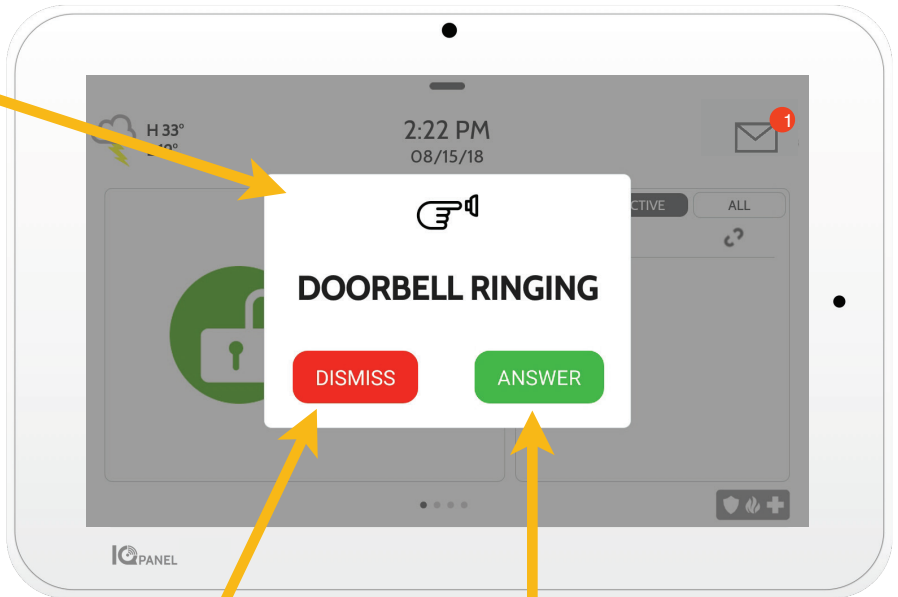 H 33°
2:22 PM
08/15/18
1
CTIVE
ALL
DOORBELL RINGING
DISMISS
ANSWER
IQ PANEL